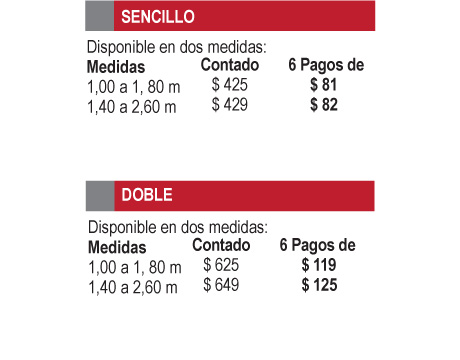 SENCILLO
Disponible en dos medidas:
Medidas Contado 6 Pagos de
1,00 a 1, 80 m $ 425 $ 81
1,40 a 2,60 m $ 429 $ 82
DOBLE
Disponible en dos medidas:
Medidas Contado 6 Pagos de
1,00 a 1, 80 m $ 625 $ 119
1,40 a 2,60 m $ 649 $ 125